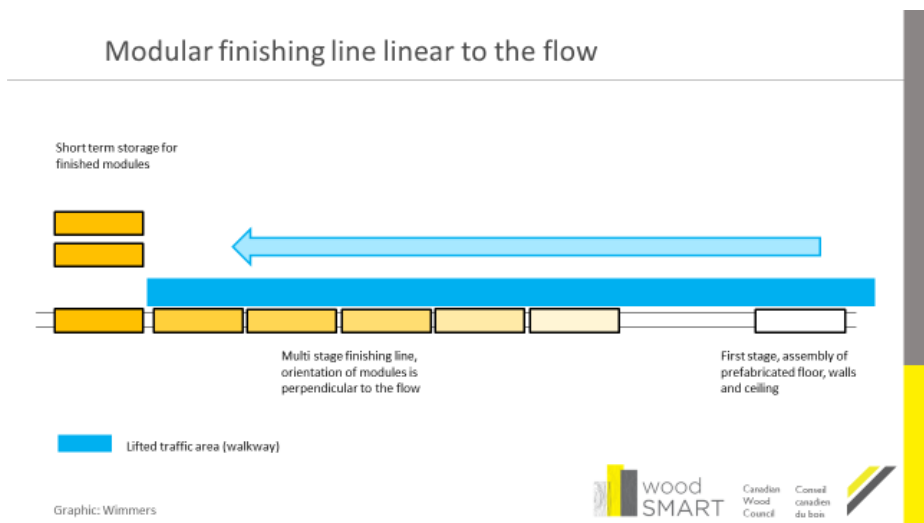 Modular finishing line linear to the flow
Short term storage for
finished modules
Multi stage finishing line,
orientation of modules is
perpendicular to the flow
First stage, assembly of
prefabricated floor, walls
and ceiling
Lifted traffic area (walkway)
Graphic: Wimmers
wood
SMART
Canadian
Wood
Council
Conseil
canadien
du bois